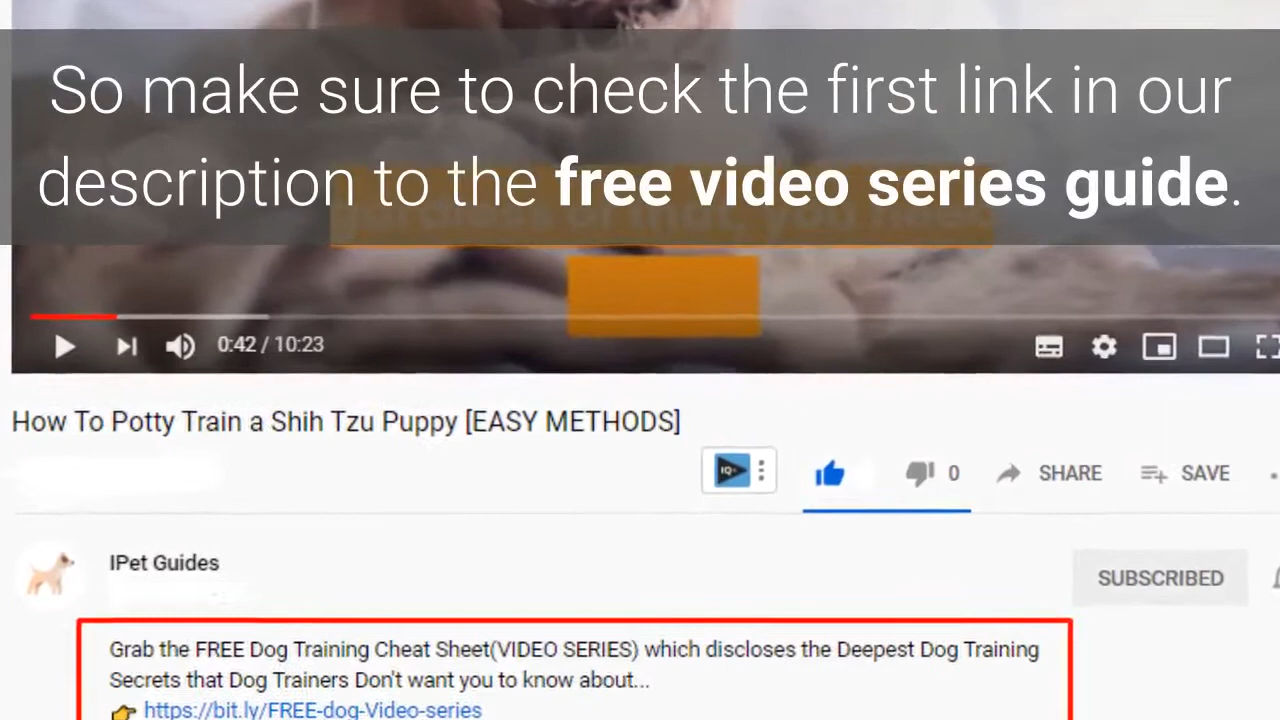 So make sure to check the first link in our
description to the free video series guide.
0:42 / 10:23
How To Potty Train a Shih Tzu Puppy [EASY METHODS]
IQ
0 SHARE SAVE
IPet Guides
SUBSCRIBED
Grab the FREE Dog Training Cheat Sheet(VIDEO SERIES) which discloses the Deepest Dog Training
Secrets that Dog Trainers Don't want you to know about...
https://bit.ly/FREE-dog-Video-series